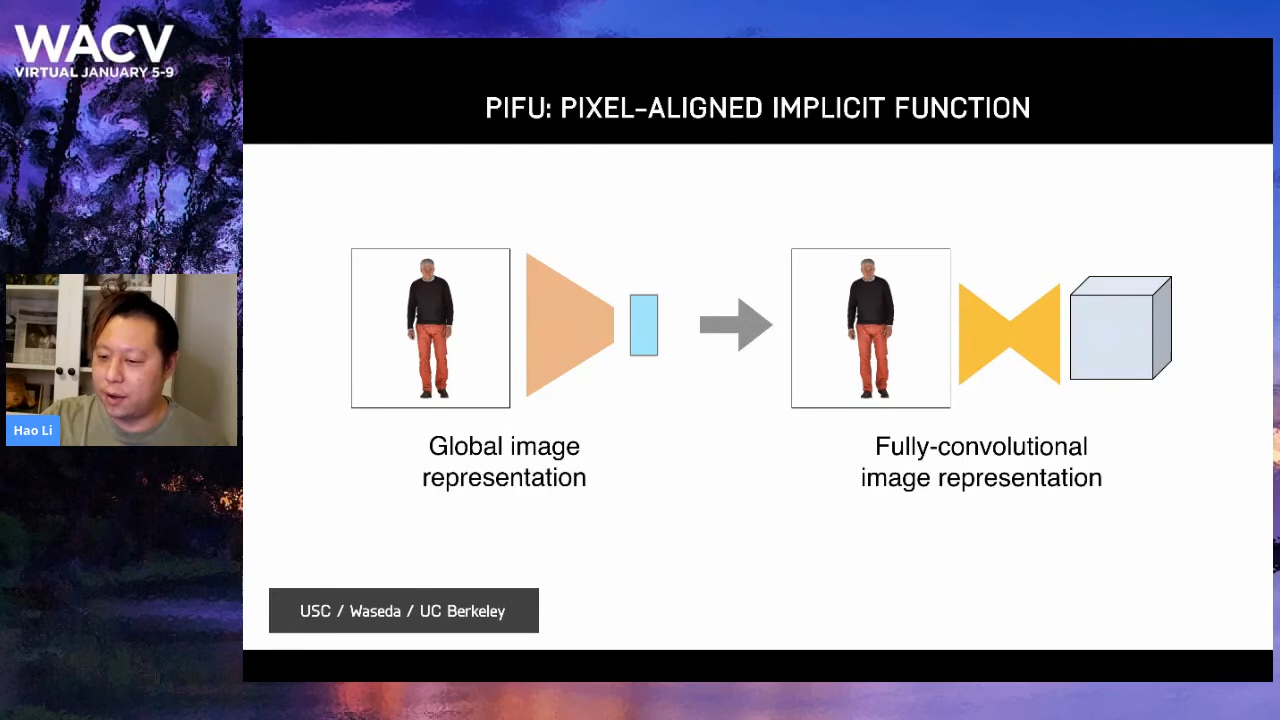 WACV
VIRTUAL JANUARY 5-9
PIFU: PIXEL-ALIGNED IMPLICIT FUNCTION
Global image
representation
Fully-convolutional
image representation
Hao Li
USC / Waseda / UC Berkeley